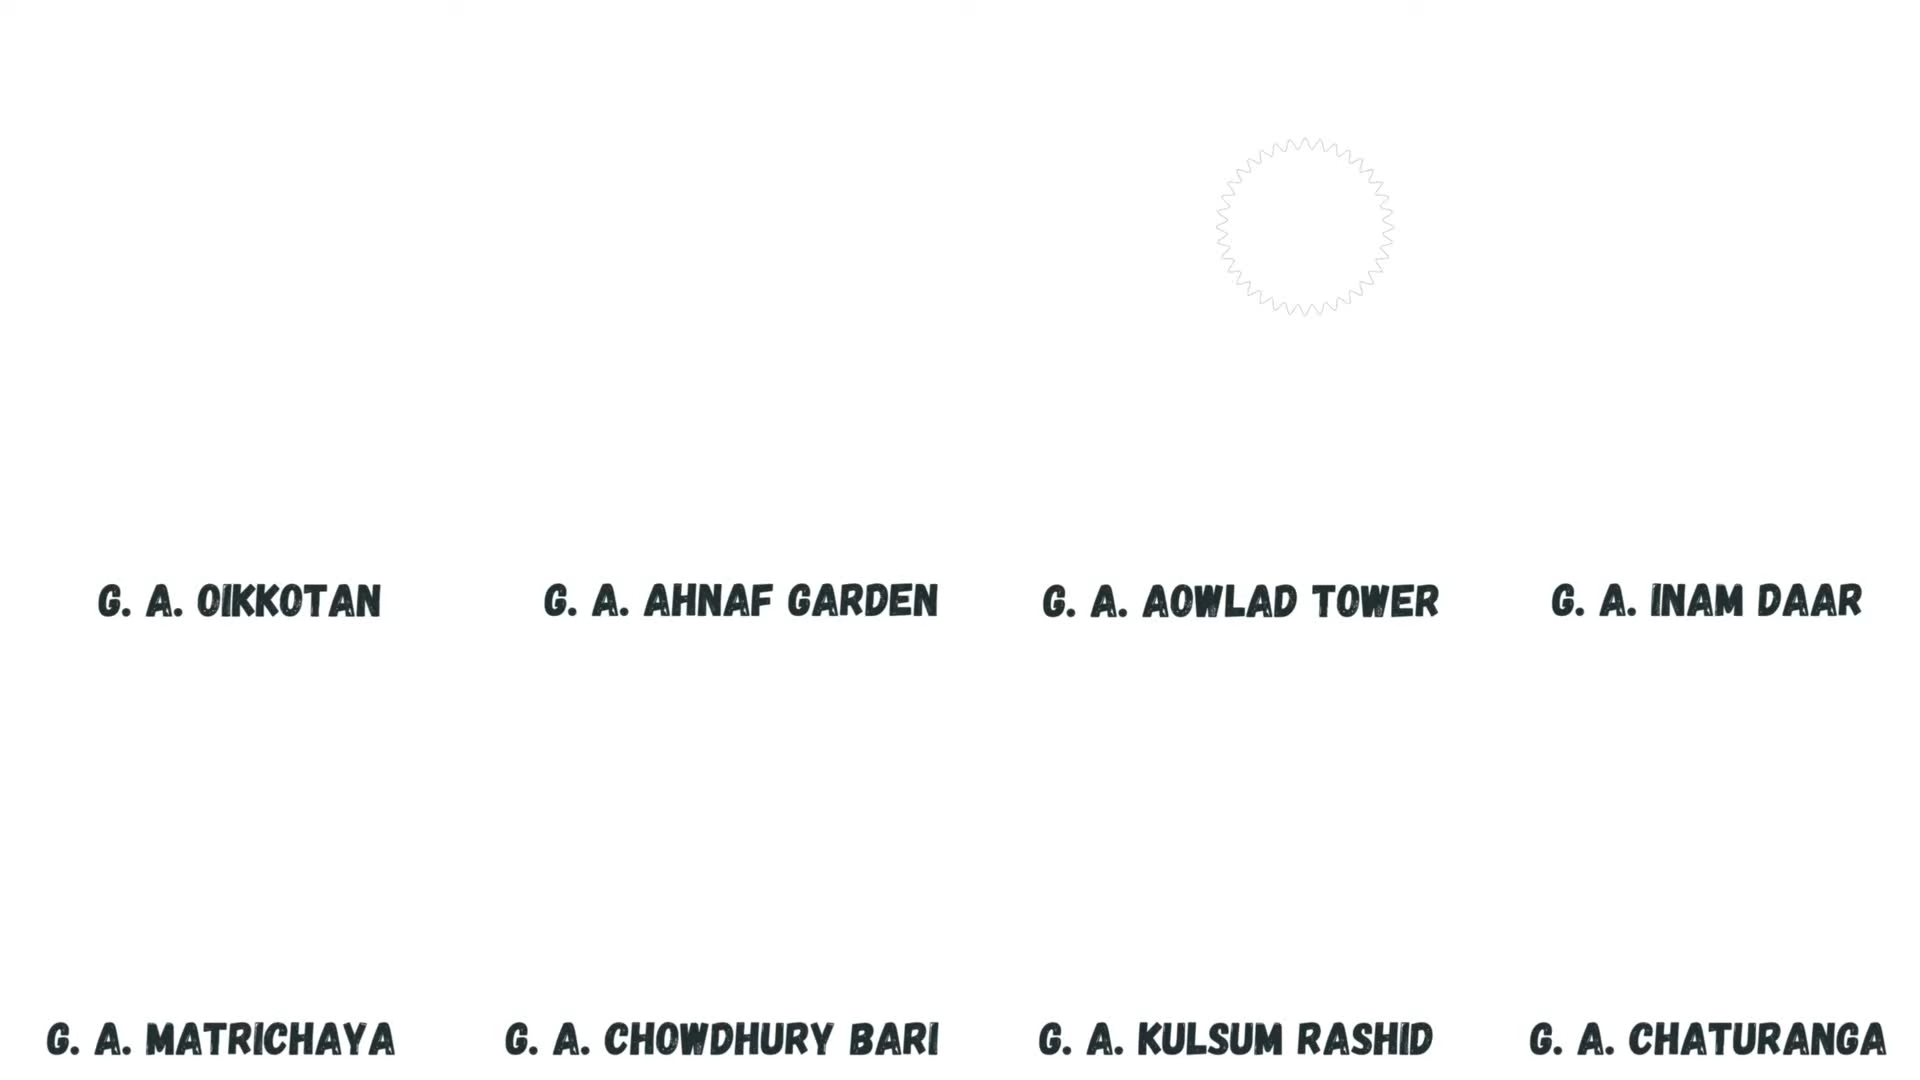 G. A. OIKKOTAN
G. A. AHNAF GARDEN
G. A. AOWLAD TOWER
G. A. INAM DAAR
G. A. MATRICHAYA
G. A. CHOWDHURY BARI
G. A. KULSUM RASHID
G. A. CHATURANGA